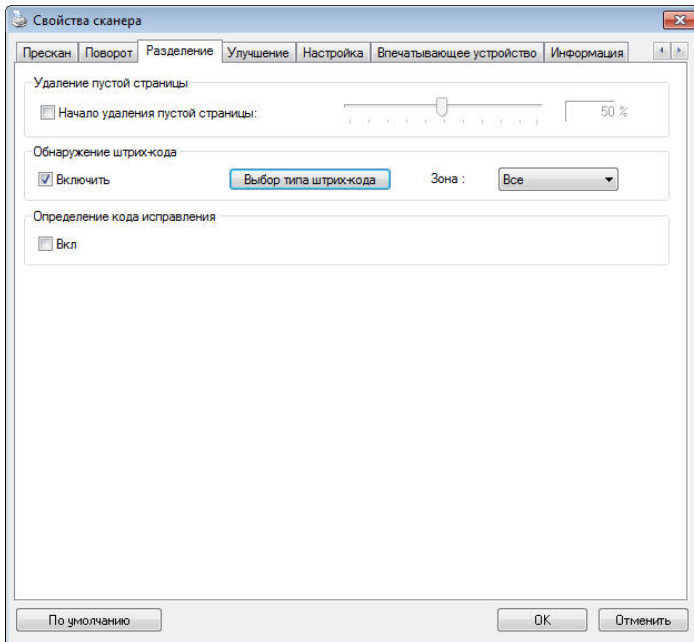 Свойства сканера
Прескан Поворот Разделение Улучшение Настройка Впечатывающее устройство Информация
Удаление пустой страницы
Начало удаления пустой страницы: 50 %
Обнаружение штрих-кода
Включить Выбор типа штрих-кода Зона : Все
Определение кода исправления
Вкл
По умолчанию OK Отменить